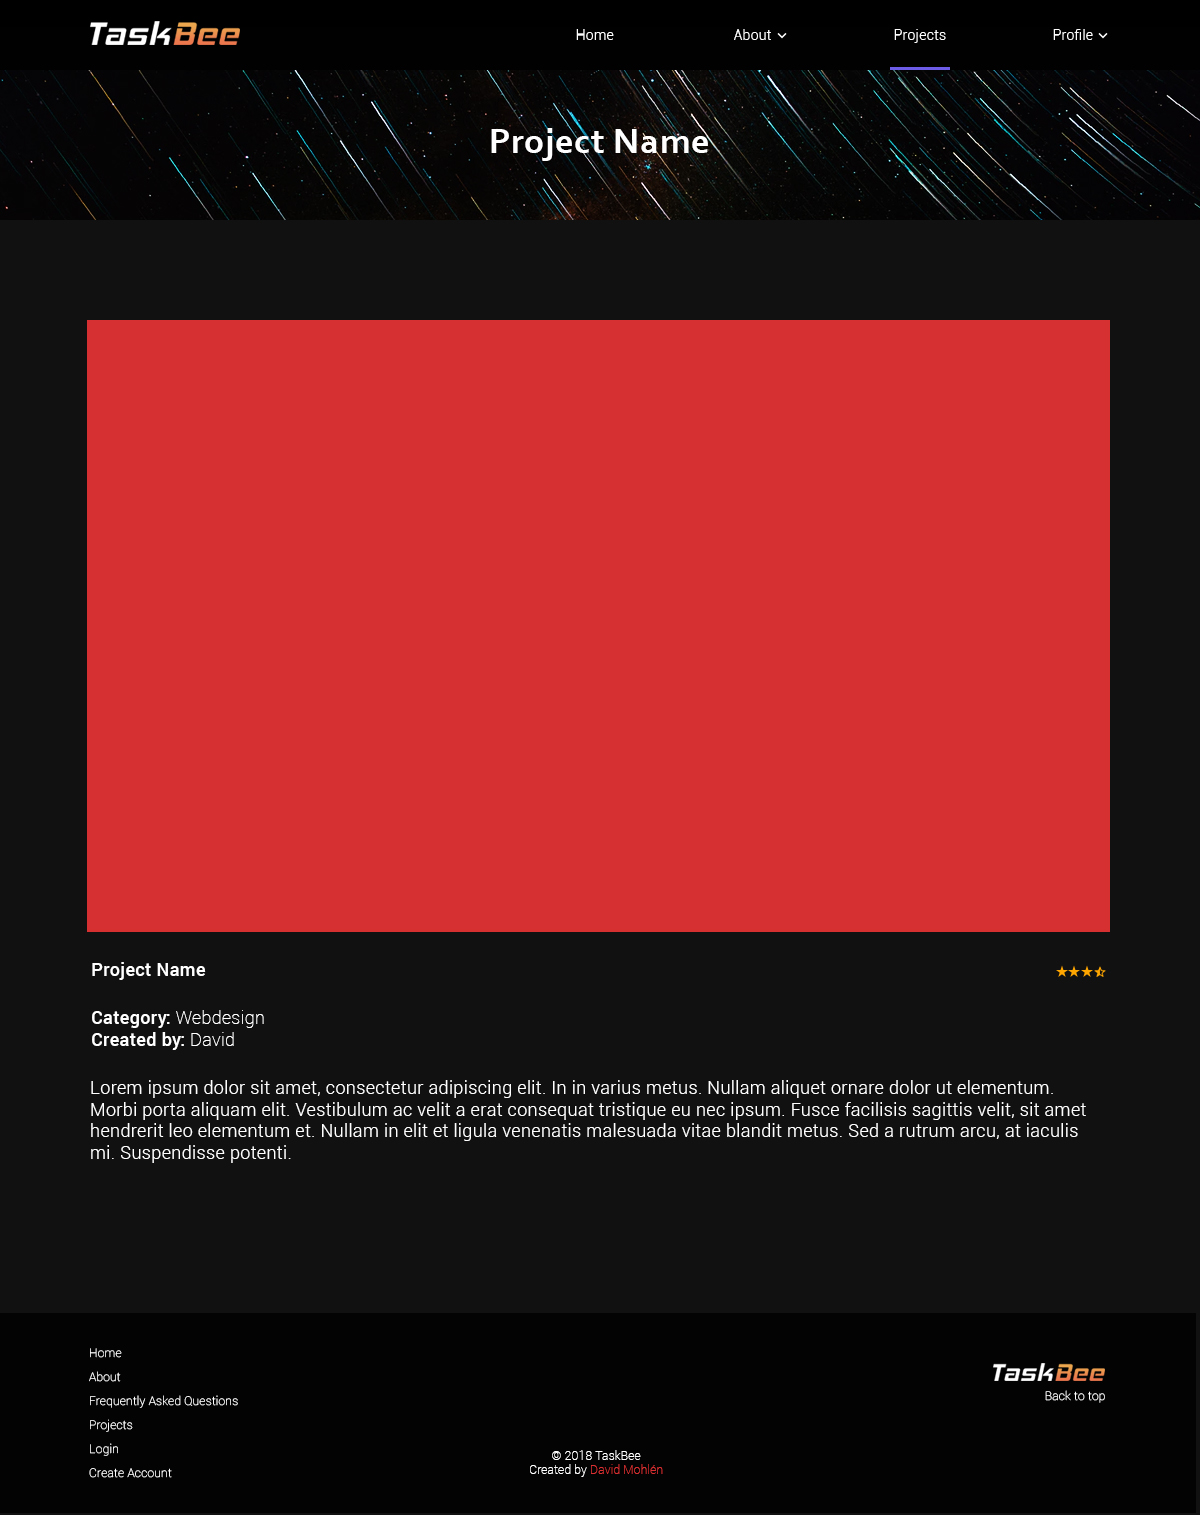 TaskBee
Home
About
Projects
Profile
Project Name
Project Name
Category: Webdesign
Created by: David
Lorem ipsum dolor sit amet, consectetur adipiscing elit. In in varius metus. Nullam aliquet ornare dolor ut elementum.
Morbi porta aliquam elit. Vestibulum ac velit a erat consequat tristique eu nec ipsum. Fusce facilisis sagittis velit, sit amet
hendrerit leo elementum et. Nullam in elit et ligula venenatis malesuada vitae blandit metus. Sed a rutrum arcu, at iaculis
mi. Suspendisse potenti.
Home
About
Frequently Asked Questions
Projects
Login
Create Account
© 2018 TaskBee
Created by David Mohlén
TaskBee
Back to top